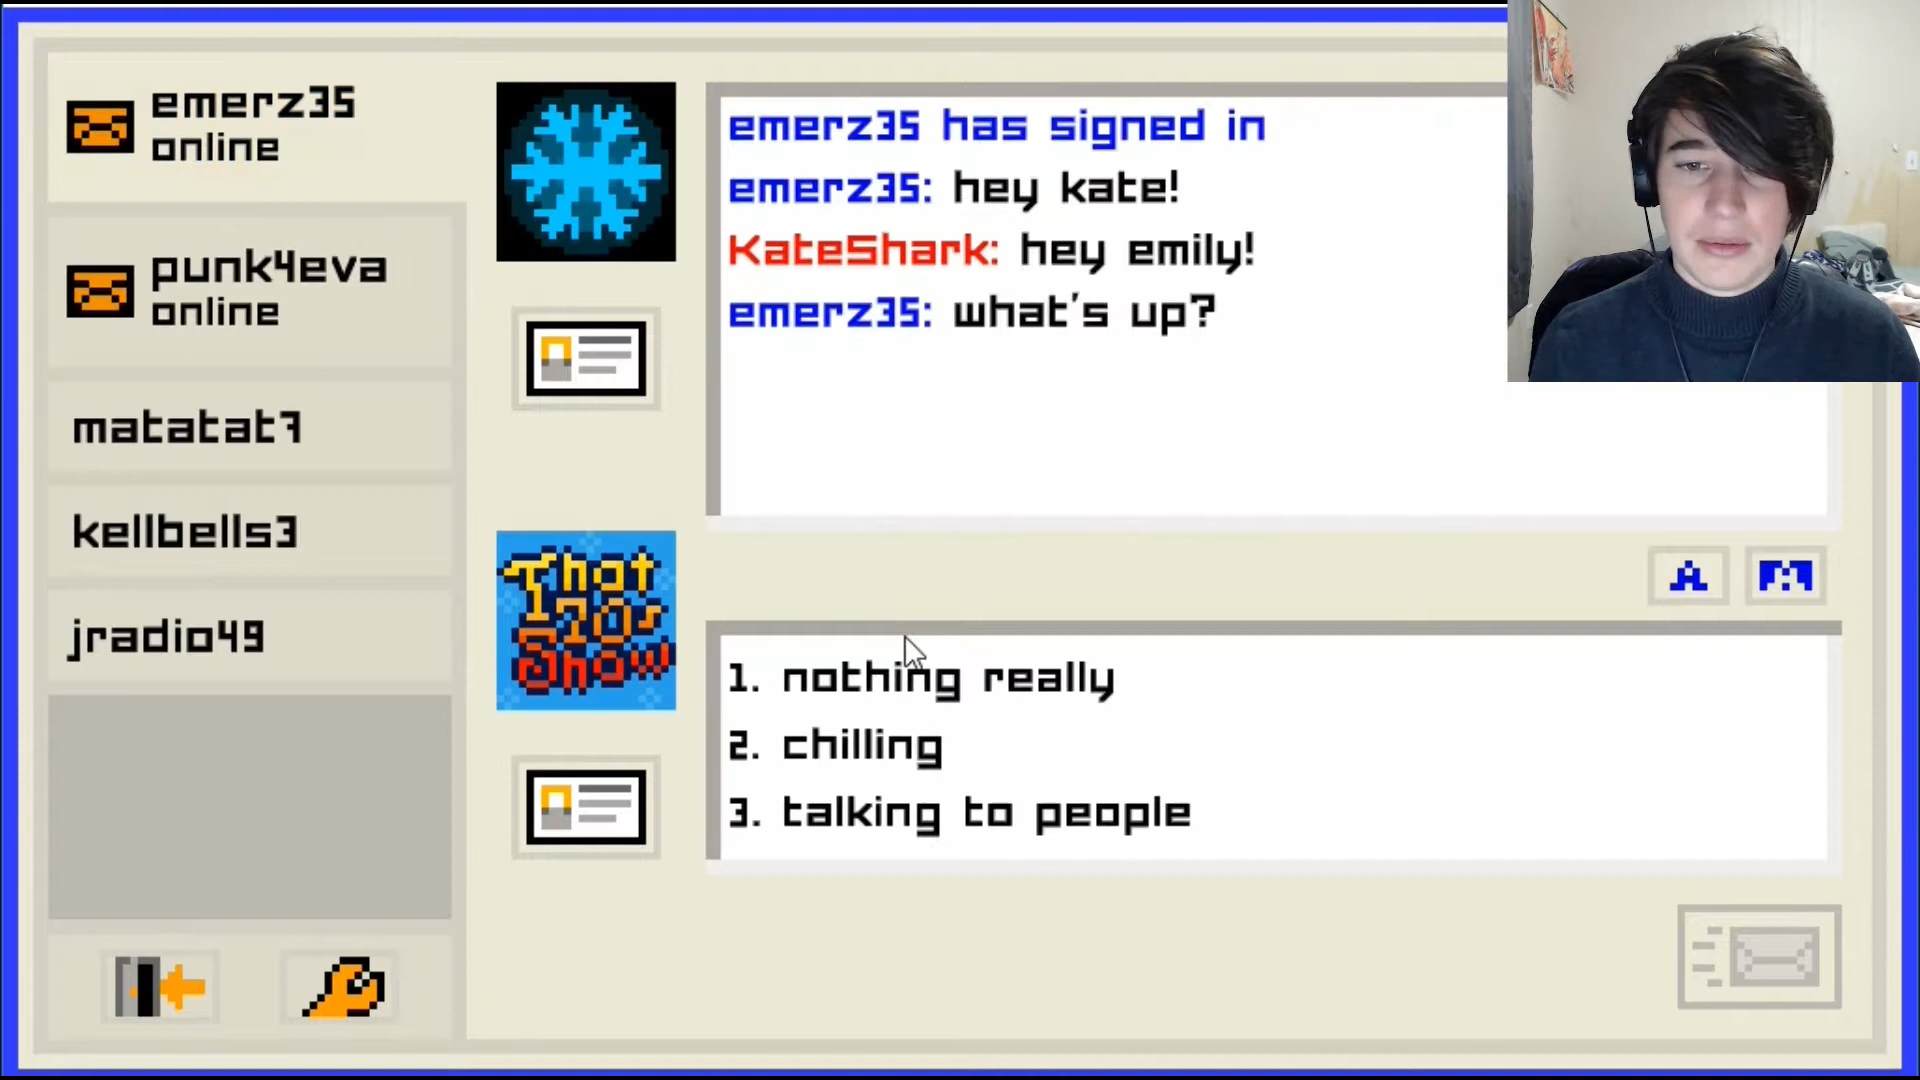 emerz35
online
punk4eva
online
matatat7
kellbells3
jradio49
emerz35 has signed in
emerz35: hey kate!
KateShark: hey emily!
emerz35: what's up?
That
70s
Show
A
1. nothing really
2. chilling
3. talking to people